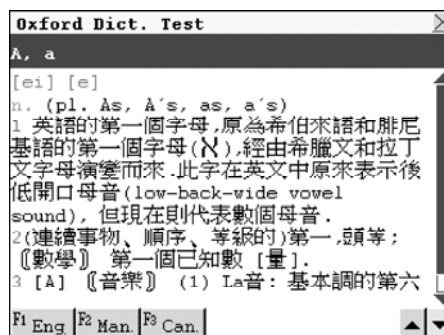 Oxford Dict. Test
A, a
[ei] [e]
n. (pl. As, A's, as, a's)
1 英語的第一個字母,原為希伯來語和腓尼
基語的第一個字母(א),經由希臘文和拉丁
文字母演變而來.此字在英文中原來表示後
低開口母音(low-back-wide vowel
sound), 但現在則代表數個母音.
2(連續事物、順序、等級的)第一,頭等;
〖數學〗 第一個已知數 [量].
3 [A] 〖音樂〗 (1) La音: 基本調的第六
F1 Eng F2 Man. F3 Can.